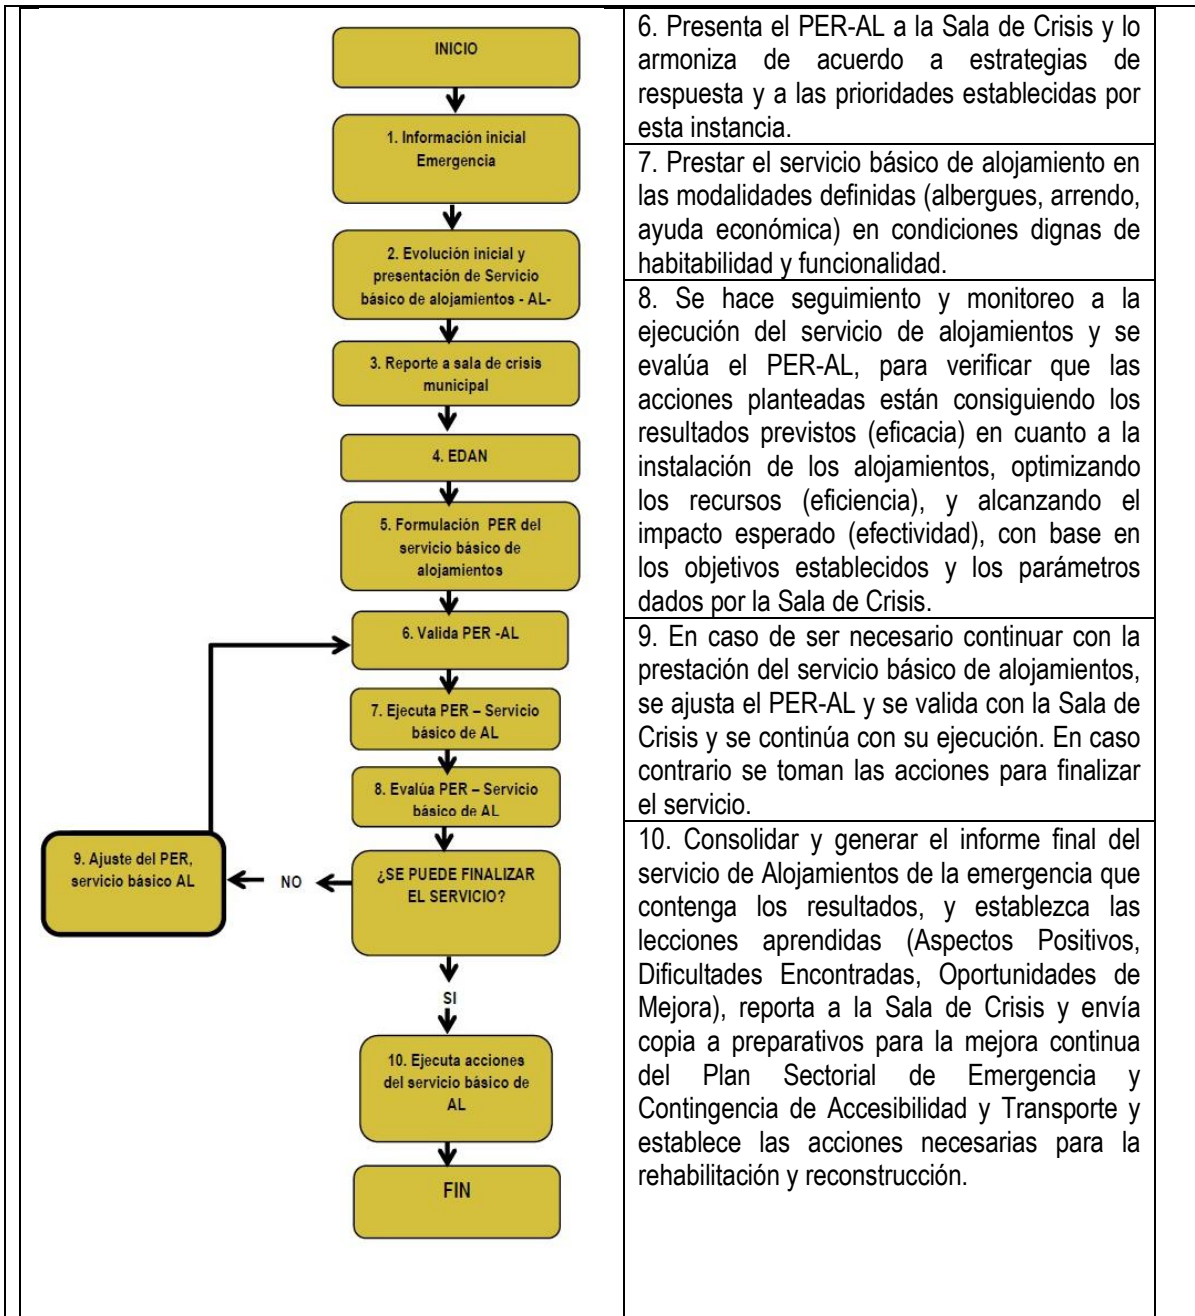 INICIO
1. Información inicial
Emergencia
2. Evolución inicial y
presentación de Servicio
básico de alojamientos - AL-
3. Reporte a sala de crisis
municipal
4. EDAN
5. Formulación PER del
servicio básico de
alojamientos
6. Valida PER -AL
7. Ejecuta PER – Servicio
básico de AL
8. Evalúa PER – Servicio
básico de AL
9. Ajuste del PER,
servicio básico AL
NO
¿SE PUEDE FINALIZAR
EL SERVICIO?
SI
10. Ejecuta acciones
del servicio básico de
AL
FIN
6. Presenta el PER-AL a la Sala de Crisis y lo
armoniza de acuerdo a estrategias de
respuesta y a las prioridades establecidas por
esta instancia.
7. Prestar el servicio básico de alojamiento en
las modalidades definidas (albergues, arrendo,
ayuda económica) en condiciones dignas de
habitabilidad y funcionalidad.
8. Se hace seguimiento y monitoreo a la
ejecución del servicio de alojamientos y se
evalúa el PER-AL, para verificar que las
acciones planteadas están consiguiendo los
resultados previstos (eficacia) en cuanto a la
instalación de los alojamientos, optimizando
los recursos (eficiencia), y alcanzando el
impacto esperado (efectividad), con base en
los objetivos establecidos y los parámetros
dados por la Sala de Crisis.
9. En caso de ser necesario continuar con la
prestación del servicio básico de alojamientos,
se ajusta el PER-AL y se valida con la Sala de
Crisis y se continúa con su ejecución. En caso
contrario se toman las acciones para finalizar
el servicio.
10. Consolidar y generar el informe final del
servicio de Alojamientos de la emergencia que
contenga los resultados, y establezca las
lecciones aprendidas (Aspectos Positivos,
Dificultades Encontradas, Oportunidades de
Mejora), reporta a la Sala de Crisis y envía
copia a preparativos para la mejora continua
del Plan Sectorial de Emergencia y
Contingencia de Accesibilidad y Transporte y
establece las acciones necesarias para la
rehabilitación y reconstrucción.